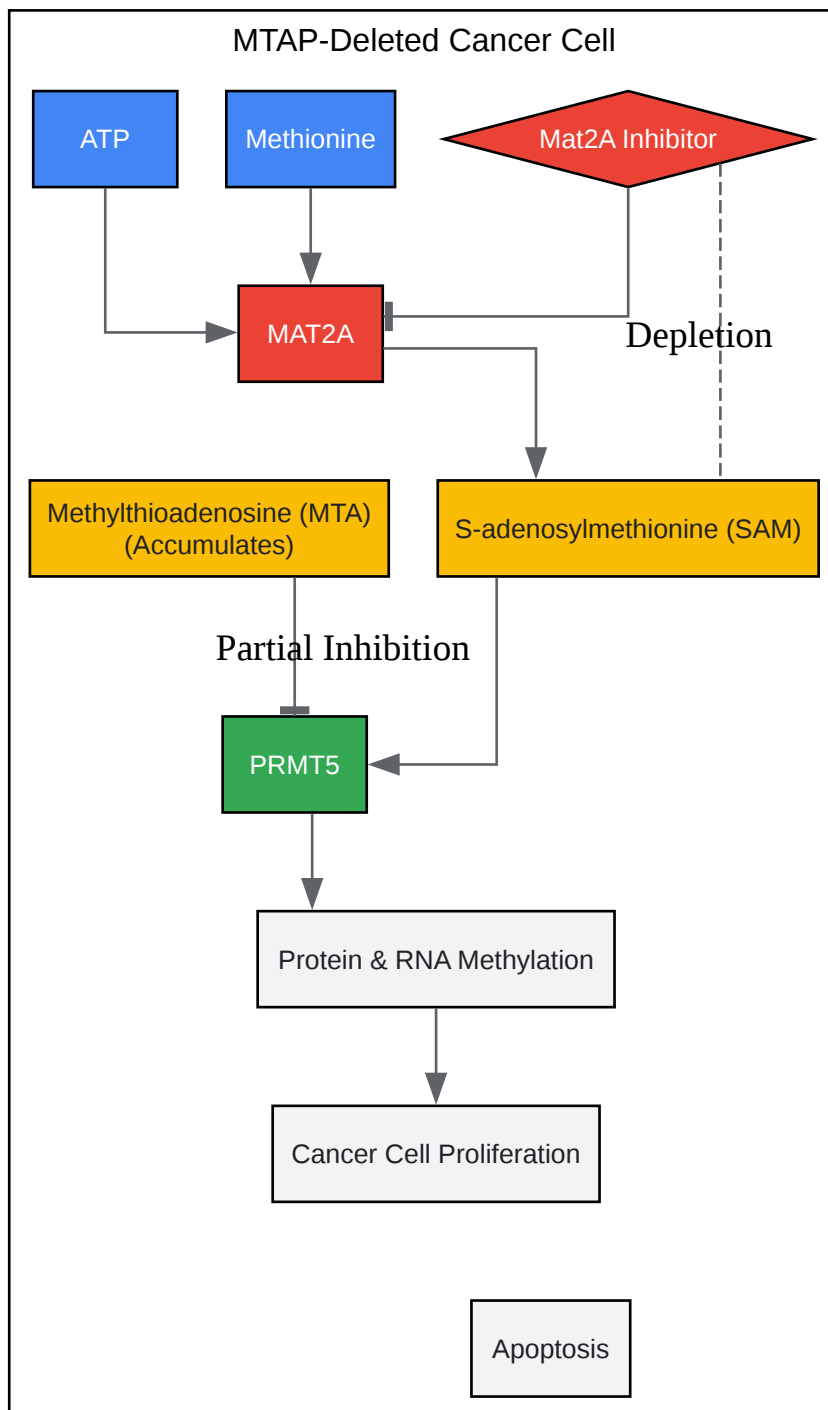 MTAP-Deleted Cancer Cell
ATP
Methionine
Mat2A Inhibitor
MAT2A
Depletion
Methylthioadenosine (MTA)
(Accumulates)
S-adenosylmethionine (SAM)
Partial Inhibition
PRMT5
Protein & RNA Methylation
Cancer Cell Proliferation
Apoptosis